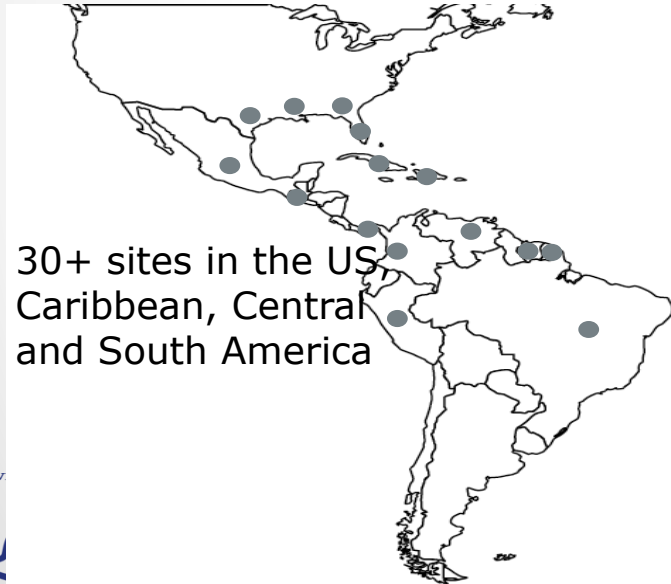 30+ sites in the US,
Caribbean, Central
and South America